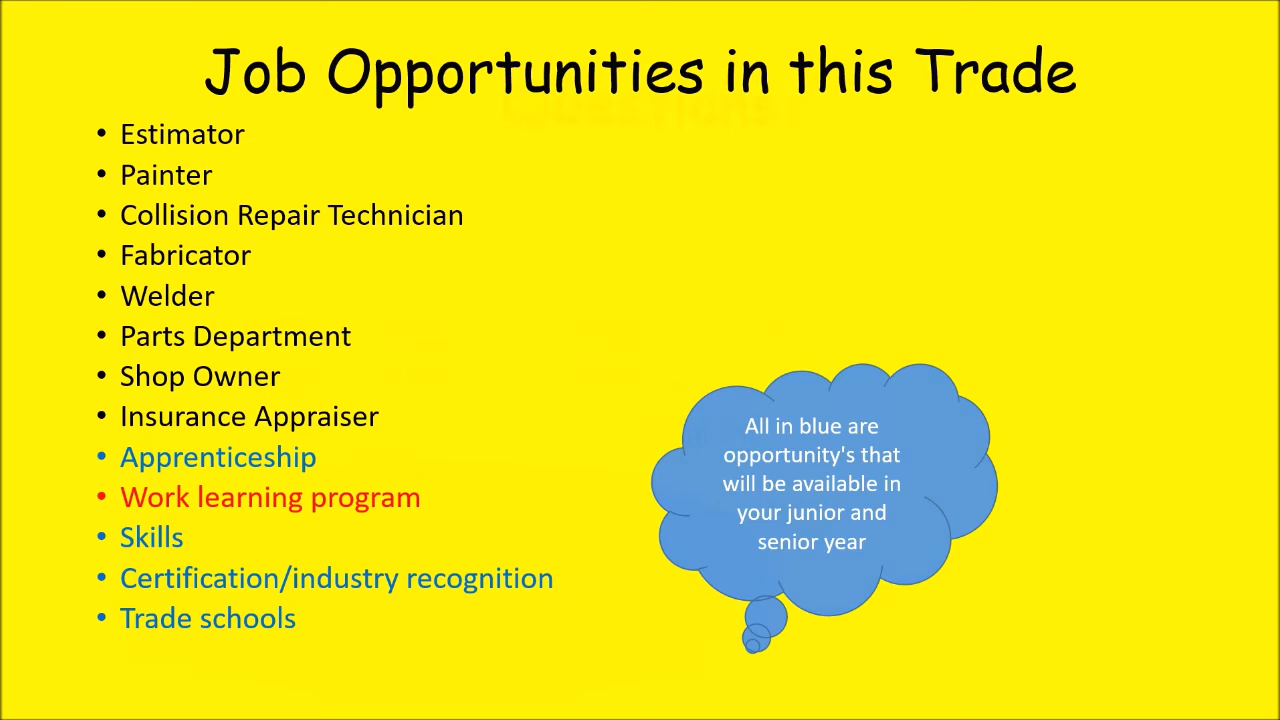 Job Opportunities in this Trade
• Estimator
• Painter
• Collision Repair Technician
• Fabricator
• Welder
• Parts Department
• Shop Owner
• Insurance Appraiser
• Apprenticeship
• Work learning program
• Skills
• Certification/industry recognition
• Trade schools
All in blue are
opportunity's that
will be available in
your junior and
senior year